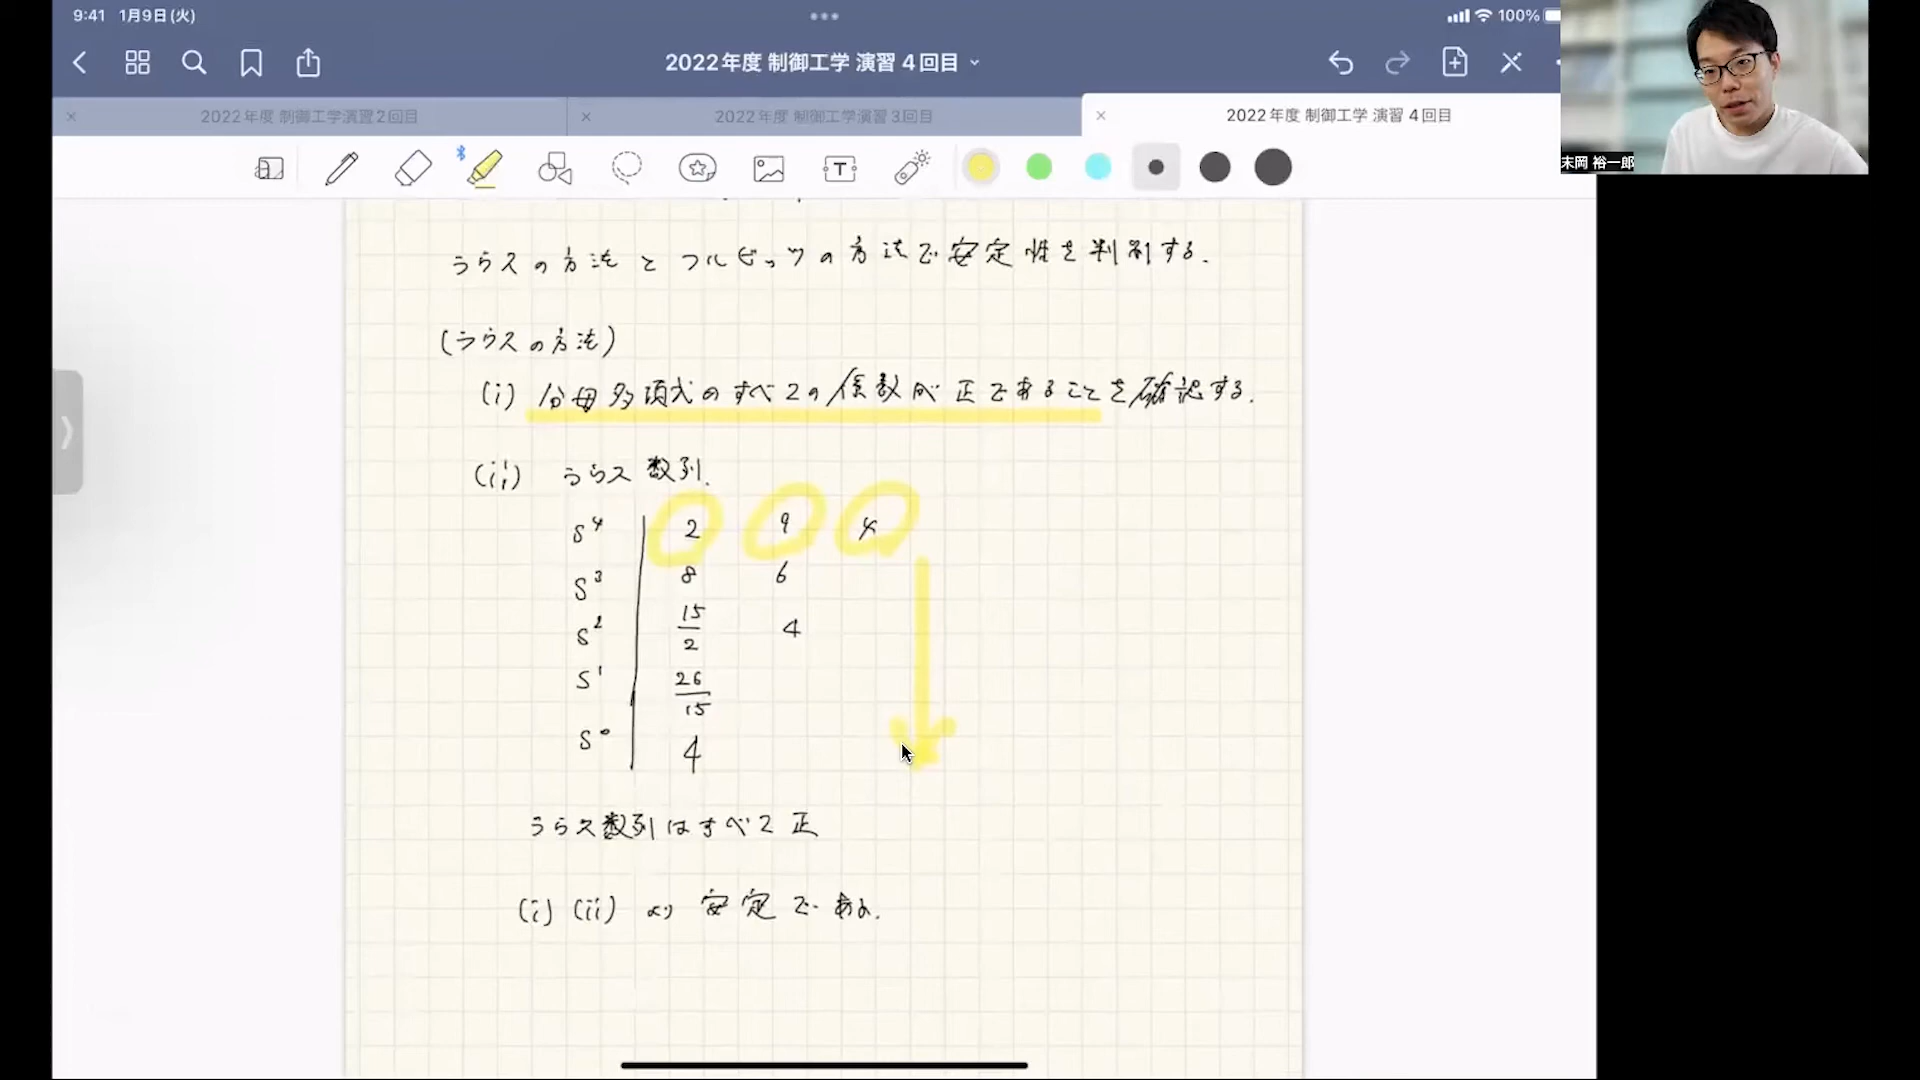 9:41 1月9日(火)
100%
2022年度 制御工学 演習 4回目
2022年度 制御工学演習2回目
2022年度 制御工学演習3回目
2022年度 制御工学 演習 4回目
T
末岡 裕一郎
ラウスの方法とフルビッツの方法で安定性を判別する.
(ラウスの方法)
(i) 分母多項式のすべての係数が正であることを確認する.
(ii) ラウス数列.
S⁴ 2 9 4
S³ 8 6
S² 15/2 4
S¹ 26/15
S⁰ 4
ラウス数列はすべて正
(i) (ii) より 安定である.